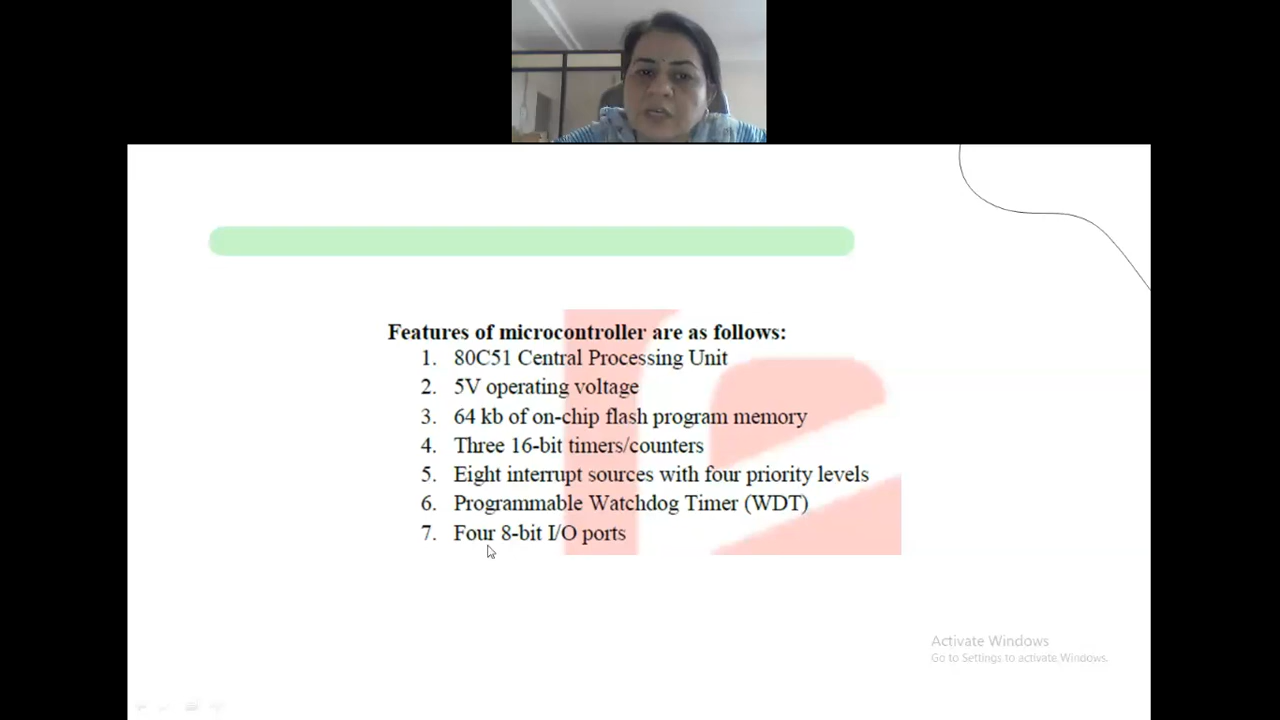 Features of microcontroller are as follows:
1. 80C51 Central Processing Unit
2. 5V operating voltage
3. 64 kb of on-chip flash program memory
4. Three 16-bit timers/counters
5. Eight interrupt sources with four priority levels
6. Programmable Watchdog Timer (WDT)
7. Four 8-bit I/O ports
Activate Windows
Go to Settings to activate Windows.